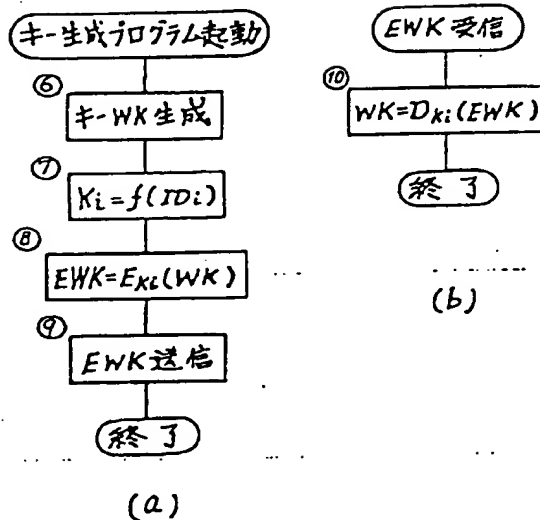 キー生成プログラム起動
⑥
キーWK生成
⑦
Ki=f(IDi)
⑧
EWK=EKi(WK)
⑨
EWK送信
終了
(a)
EWK受信
⑩
WK=DKi(EWK)
終了
(b)